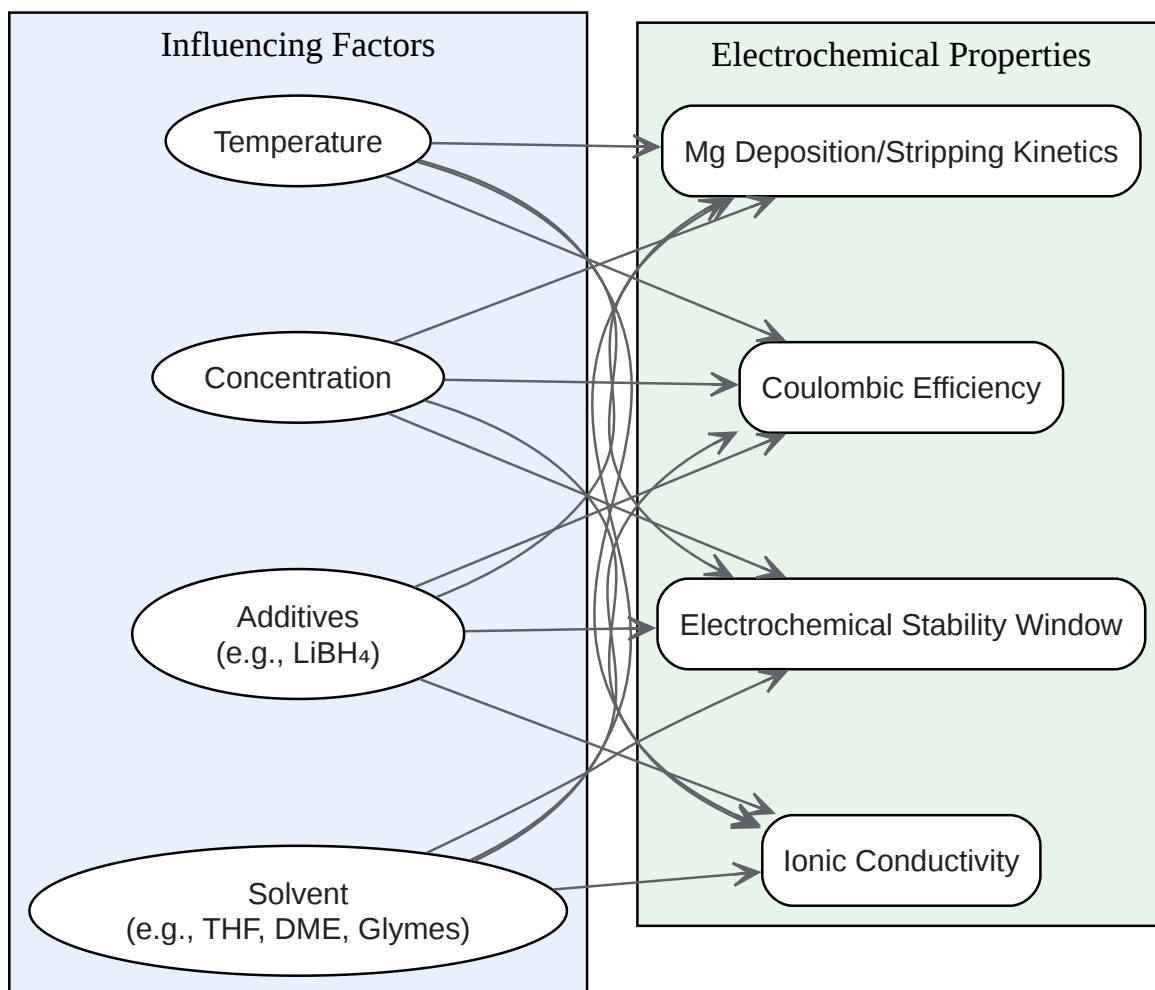 Influencing Factors
Temperature
Concentration
Additives
(e.g., LiBH₄)
Solvent
(e.g., THF, DME, Glymes)
Electrochemical Properties
Mg Deposition/Stripping Kinetics
Coulombic Efficiency
Electrochemical Stability Window
Ionic Conductivity